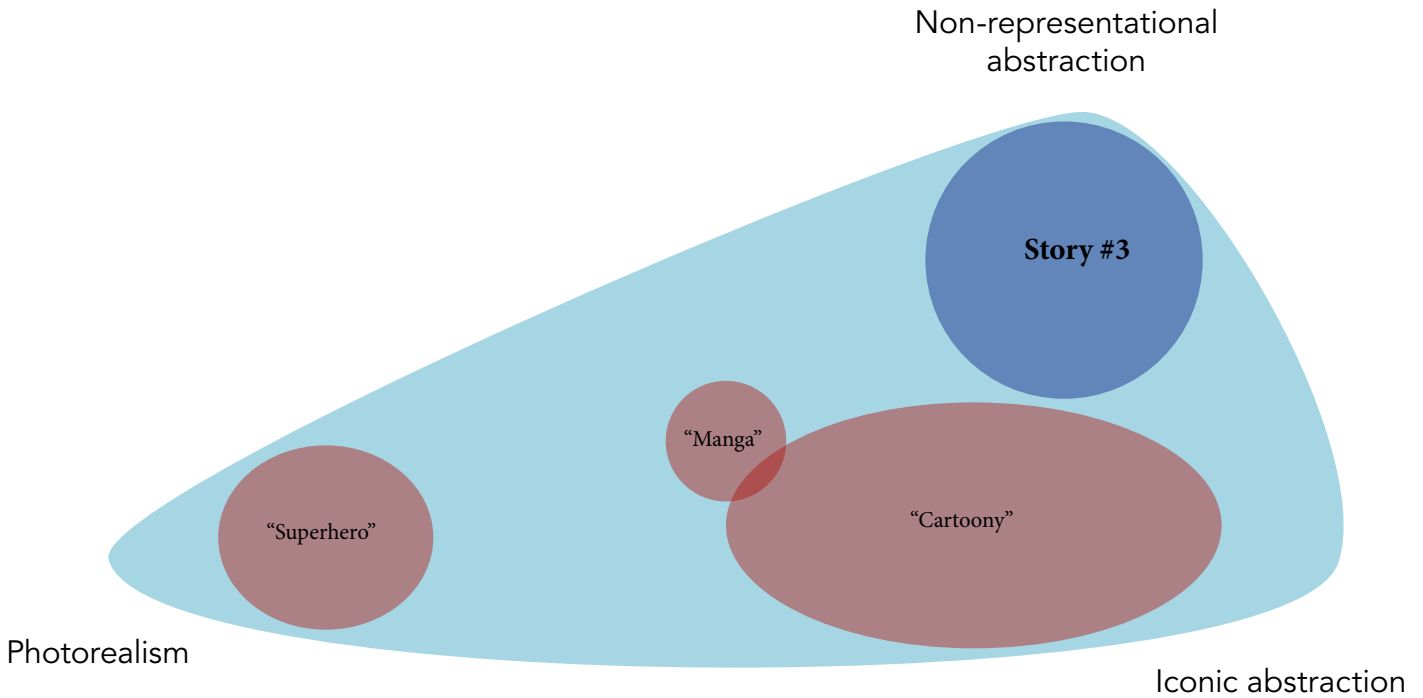 Non-representational
abstraction
Story #3
“Manga”
“Superhero”
“Cartoony”
Photorealism
Iconic abstraction